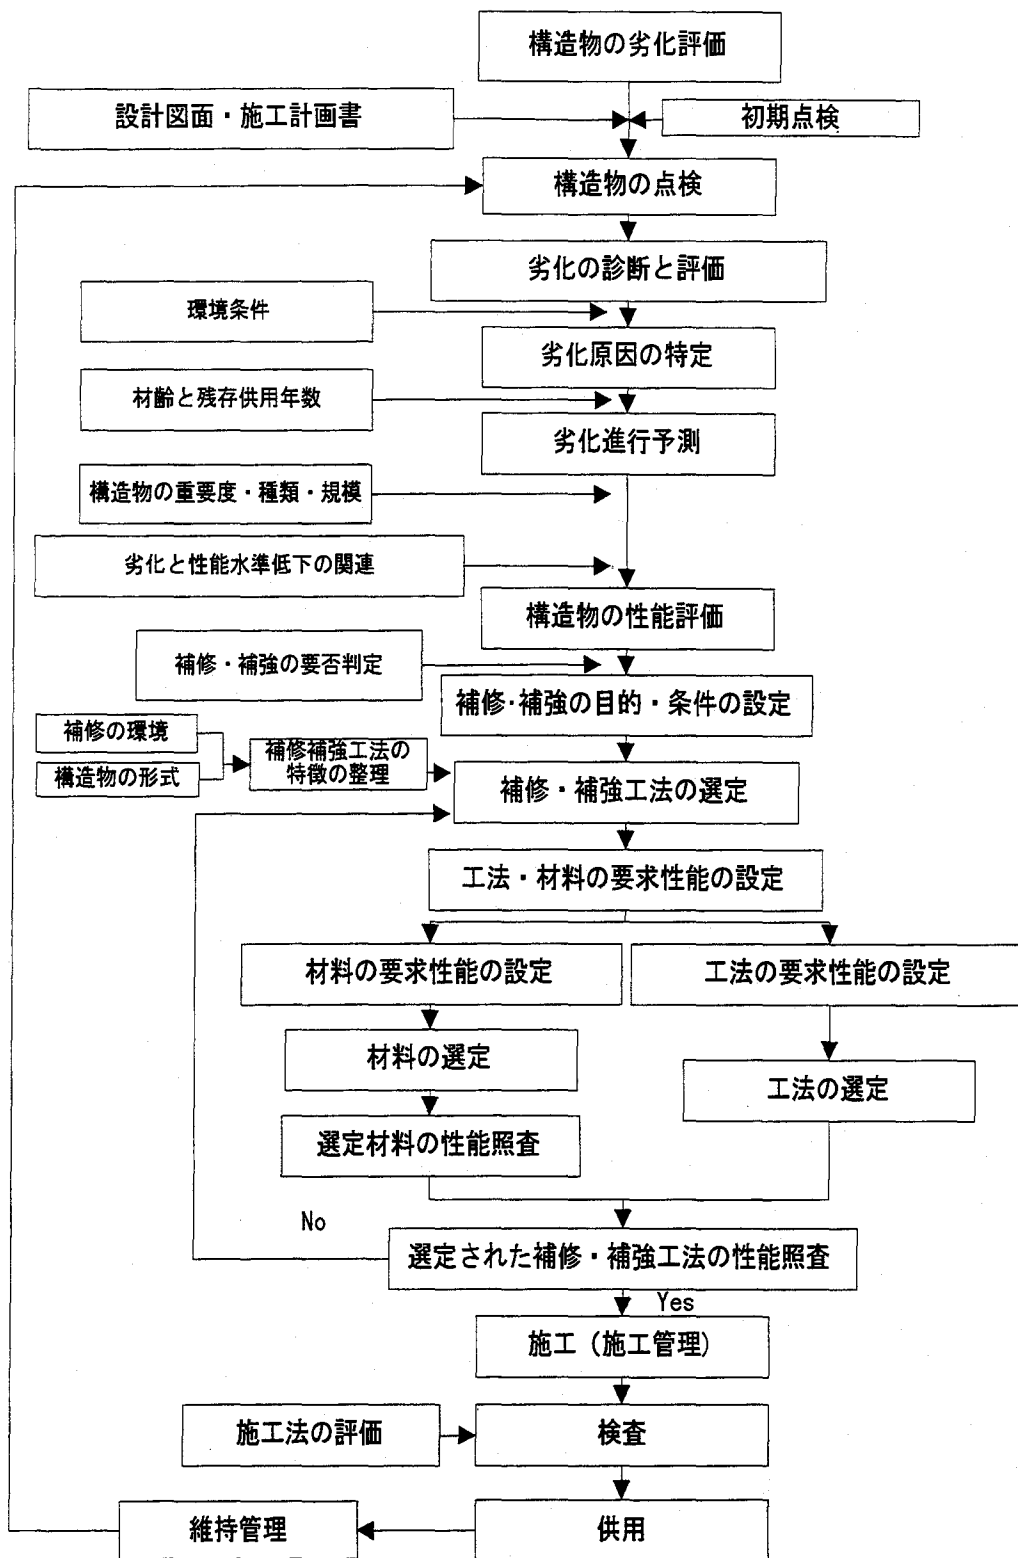 構造物の劣化評価
設計図面・施工計画書
初期点検
構造物の点検
劣化の診断と評価
環境条件
劣化原因の特定
材齢と残存供用年数
劣化進行予測
構造物の重要度・種類・規模
劣化と性能水準低下の関連
構造物の性能評価
補修・補強の要否判定
補修・補強の目的・条件の設定
補修の環境
構造物の形式
補修補強工法の
特徴の整理
補修・補強工法の選定
工法・材料の要求性能の設定
材料の要求性能の設定
工法の要求性能の設定
材料の選定
工法の選定
選定材料の性能照査
No
選定された補修・補強工法の性能照査
Yes
施工（施工管理）
施工法の評価
検査
維持管理
供用